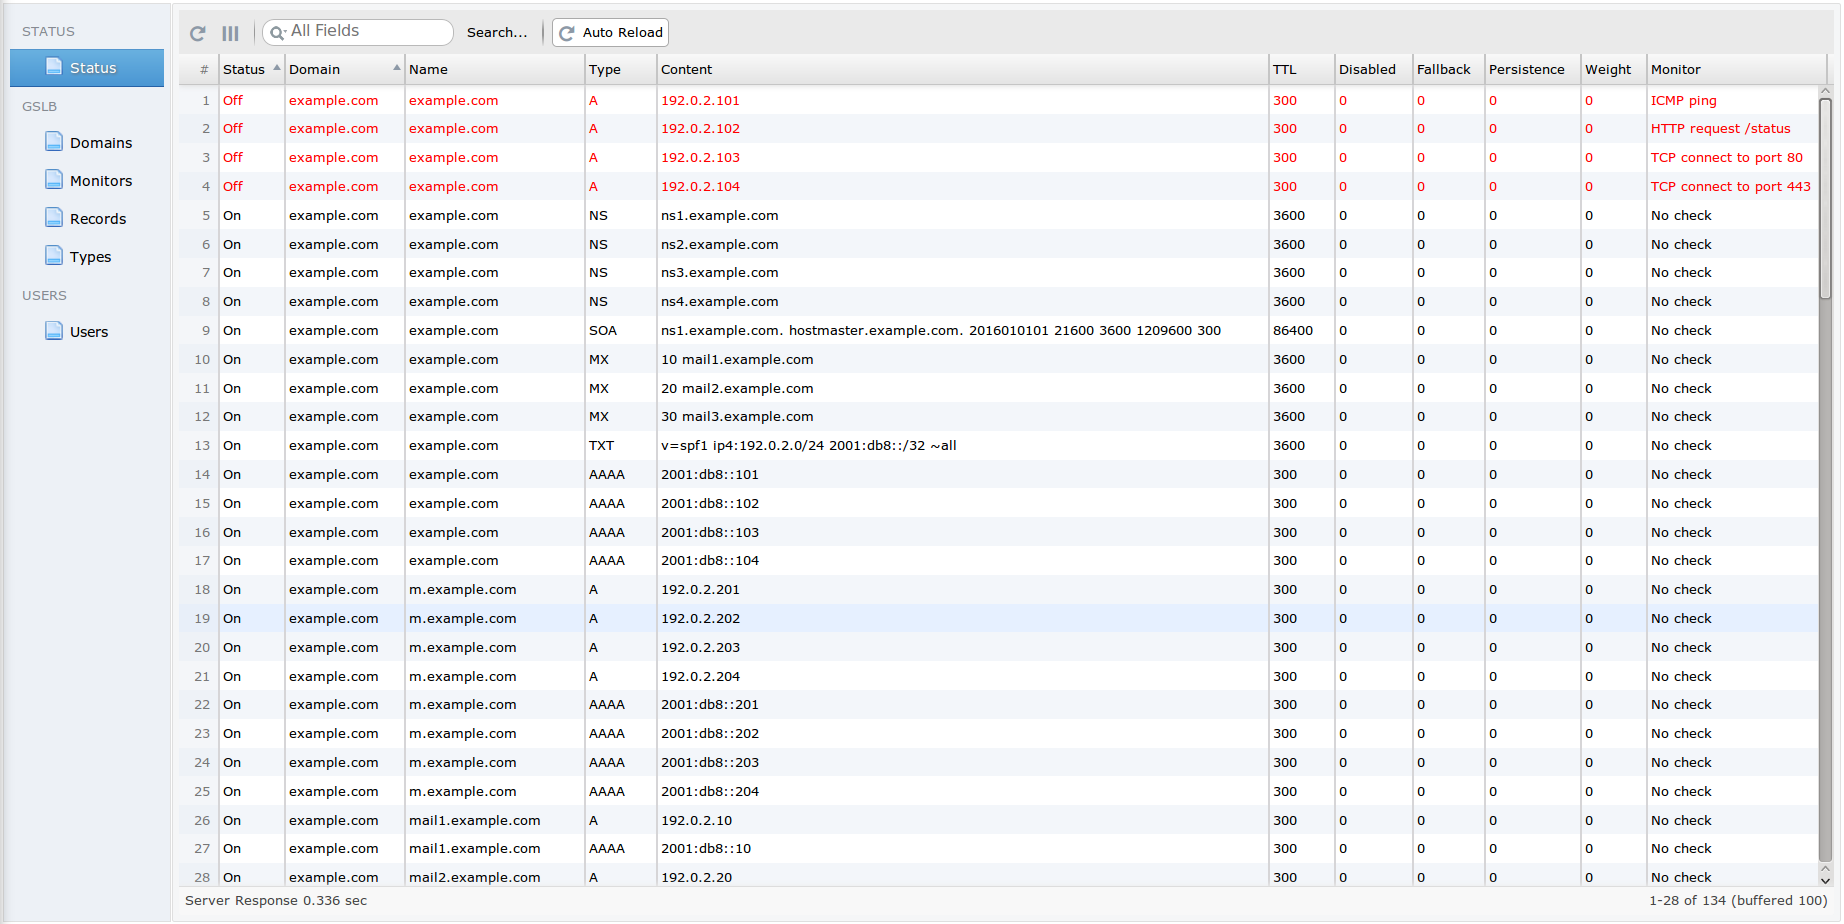 STATUS
Status
GSLB
Domains
Monitors
Records
Types
USERS
Users
All Fields Search... Auto Reload
# Status Domain Name Type Content TTL Disabled Fallback Persistence Weight Monitor
1 Off example.com example.com A 192.0.2.101 300 0 0 0 0 ICMP ping
2 Off example.com example.com A 192.0.2.102 300 0 0 0 0 HTTP request /status
3 Off example.com example.com A 192.0.2.103 300 0 0 0 0 TCP connect to port 80
4 Off example.com example.com A 192.0.2.104 300 0 0 0 0 TCP connect to port 443
5 On example.com example.com NS ns1.example.com 3600 0 0 0 0 No check
6 On example.com example.com NS ns2.example.com 3600 0 0 0 0 No check
7 On example.com example.com NS ns3.example.com 3600 0 0 0 0 No check
8 On example.com example.com NS ns4.example.com 3600 0 0 0 0 No check
9 On example.com example.com SOA ns1.example.com. hostmaster.example.com. 2016010101 21600 3600 1209600 300 86400 0 0 0 0 No check
10 On example.com example.com MX 10 mail1.example.com 3600 0 0 0 0 No check
11 On example.com example.com MX 20 mail2.example.com 3600 0 0 0 0 No check
12 On example.com example.com MX 30 mail3.example.com 3600 0 0 0 0 No check
13 On example.com example.com TXT v=spf1 ip4:192.0.2.0/24 2001:db8::/32 ~all 3600 0 0 0 0 No check
14 On example.com example.com AAAA 2001:db8::101 300 0 0 0 0 No check
15 On example.com example.com AAAA 2001:db8::102 300 0 0 0 0 No check
16 On example.com example.com AAAA 2001:db8::103 300 0 0 0 0 No check
17 On example.com example.com AAAA 2001:db8::104 300 0 0 0 0 No check
18 On example.com m.example.com A 192.0.2.201 300 0 0 0 0 No check
19 On example.com m.example.com A 192.0.2.202 300 0 0 0 0 No check
20 On example.com m.example.com A 192.0.2.203 300 0 0 0 0 No check
21 On example.com m.example.com A 192.0.2.204 300 0 0 0 0 No check
22 On example.com m.example.com AAAA 2001:db8::201 300 0 0 0 0 No check
23 On example.com m.example.com AAAA 2001:db8::202 300 0 0 0 0 No check
24 On example.com m.example.com AAAA 2001:db8::203 300 0 0 0 0 No check
25 On example.com m.example.com AAAA 2001:db8::204 300 0 0 0 0 No check
26 On example.com mail1.example.com A 192.0.2.10 300 0 0 0 0 No check
27 On example.com mail1.example.com AAAA 2001:db8::10 300 0 0 0 0 No check
28 On example.com mail2.example.com A 192.0.2.20 300 0 0 0 0 No check
Server Response 0.336 sec 1-28 of 134 (buffered 100)